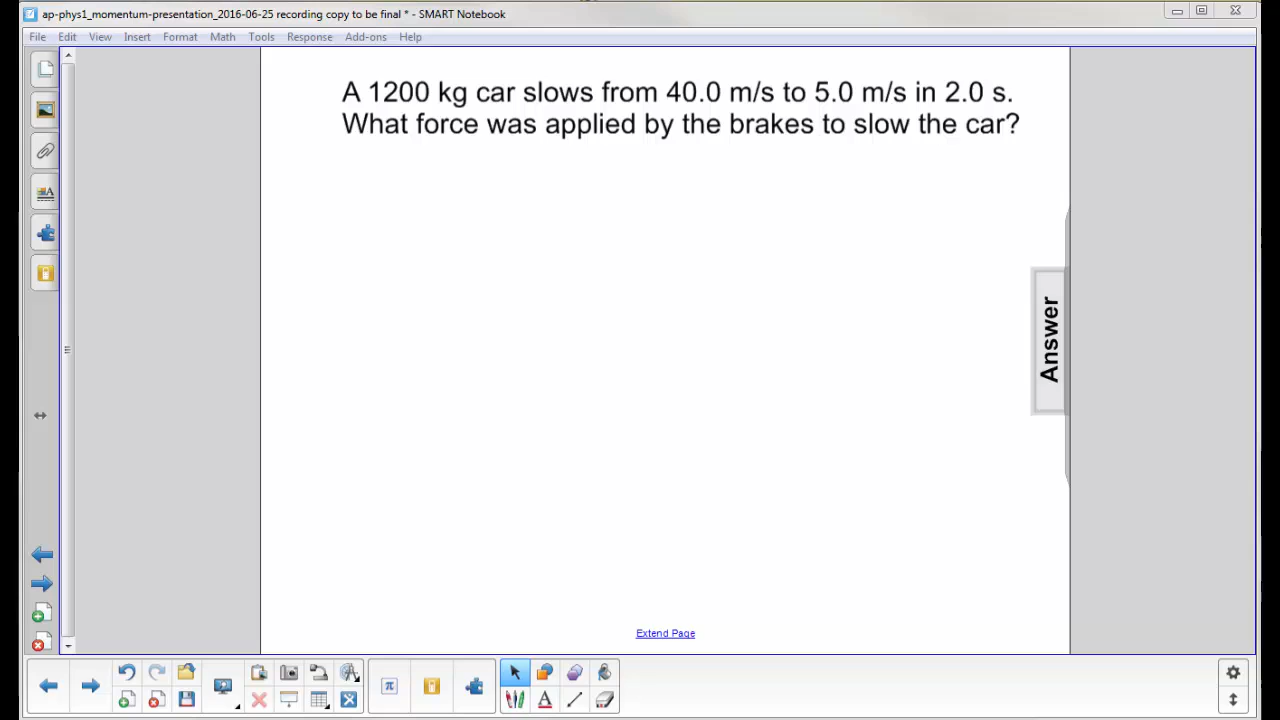 ap-phys1_momentum-presentation_2016-06-25 recording copy to be final * - SMART Notebook
File Edit View Insert Format Math Tools Response Add-ons Help
A 1200 kg car slows from 40.0 m/s to 5.0 m/s in 2.0 s.
What force was applied by the brakes to slow the car?
Answer
Extend Page
π
A